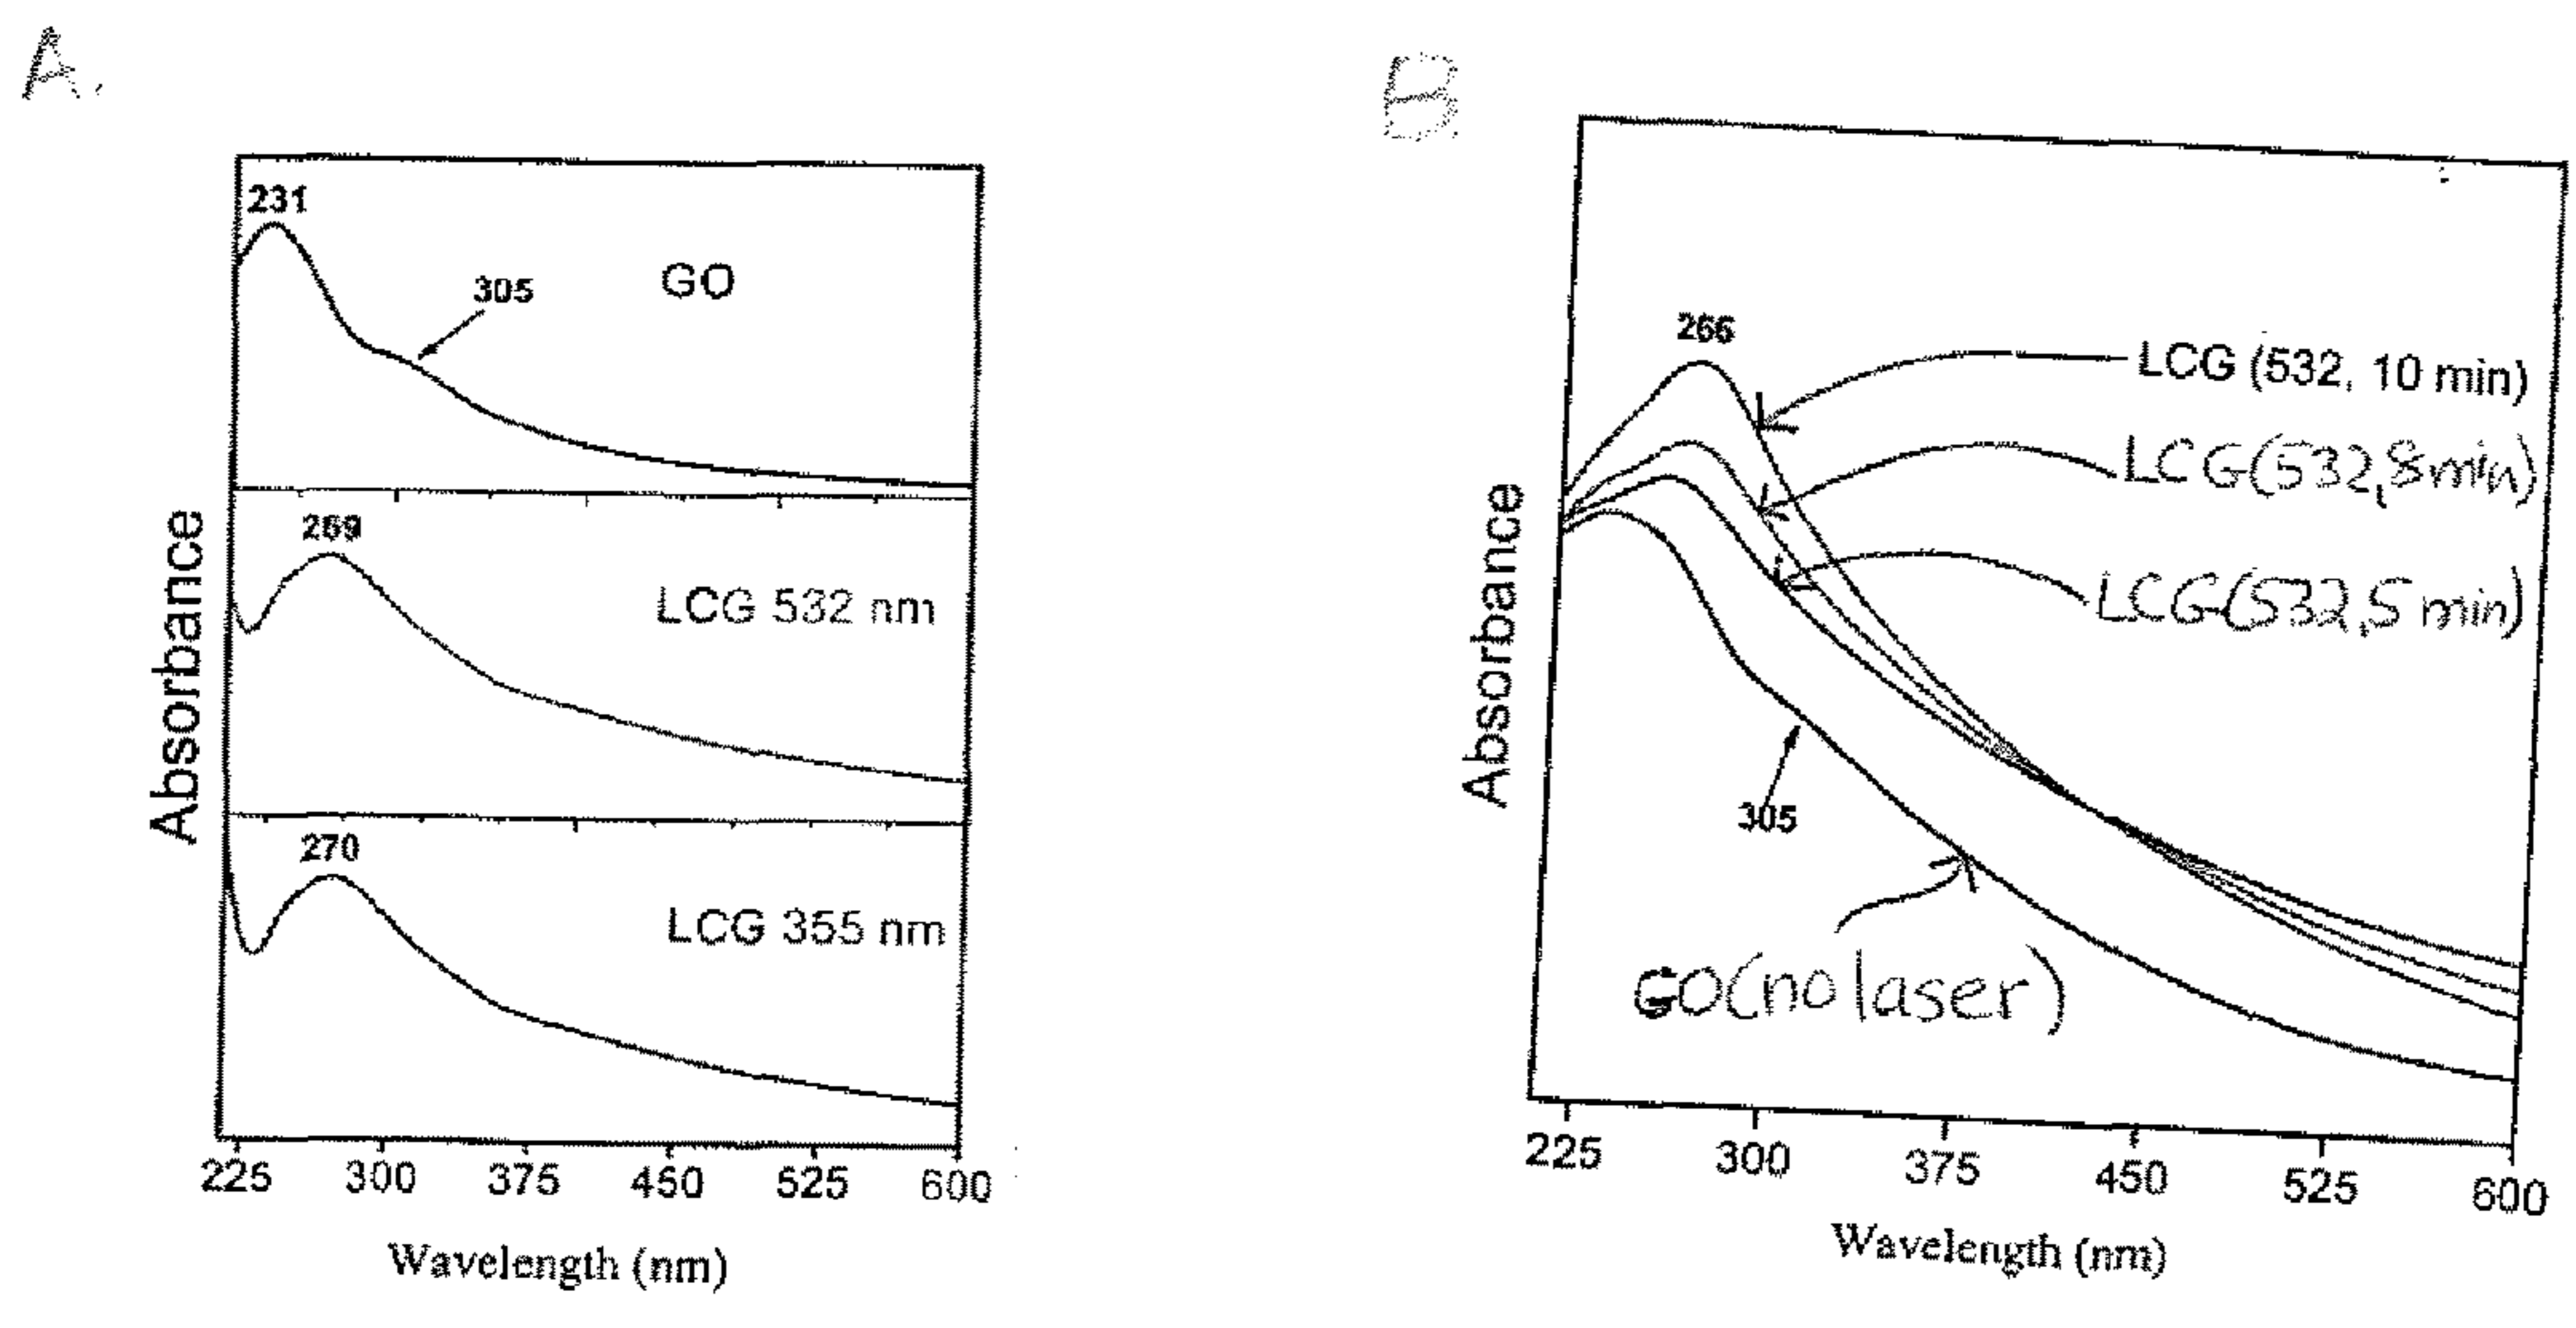 A.
231
305
GO
269
LCG 532 nm
270
LCG 355 nm
Absorbance
225 300 375 450 525 600
Wavelength (nm)
B
266
LCG (532, 10 min)
LCG (532, 8 min)
LCG (532, 5 min)
305
GO (no laser)
Absorbance
225 300 375 450 525 600
Wavelength (nm)